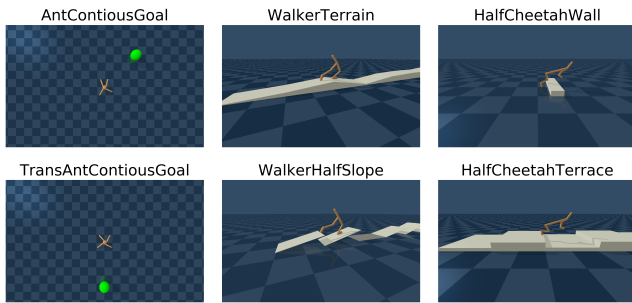 AntContiousGoal
WalkerTerrain
HalfCheetahWall
TransAntContiousGoal
WalkerHalfSlope
HalfCheetahTerrace